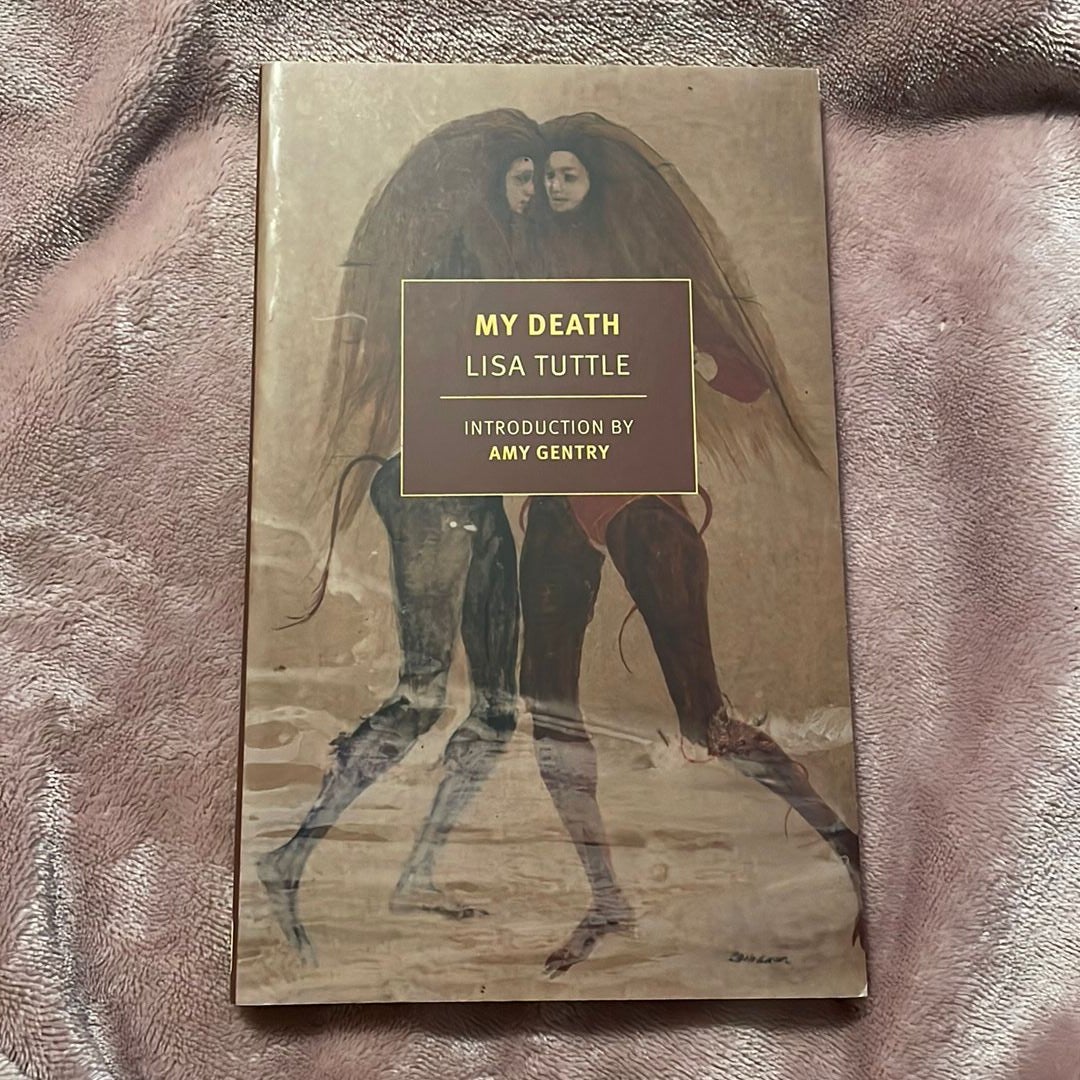 MY DEATH
LISA TUTTLE
INTRODUCTION BY
AMY GENTRY